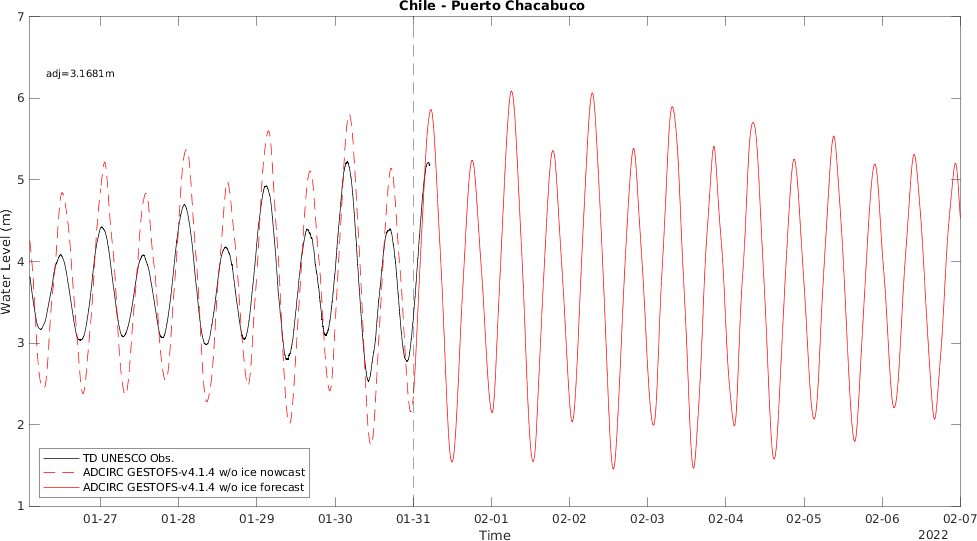 Chile - Puerto Chacabuco
7
adj=3.1681m
6
5
4
3
2
1
Water Level (m)
TD UNESCO Obs.
ADCIRC GESTOFS-v4.1.4 w/o ice nowcast
ADCIRC GESTOFS-v4.1.4 w/o ice forecast
01-27 01-28 01-29 01-30 01-31 02-01 02-02 02-03 02-04 02-05 02-06 02-07
Time
2022